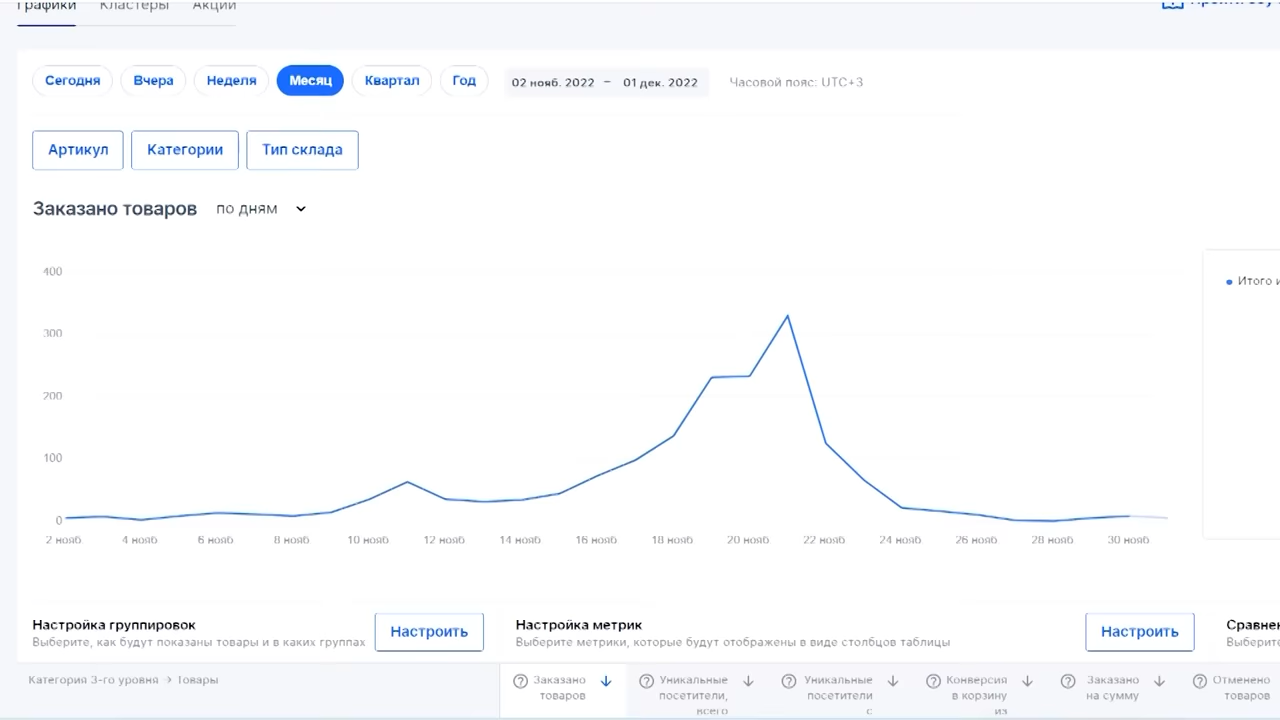 Графики Кластеры Акции
Сегодня Вчера Неделя Месяц Квартал Год 02 нояб. 2022 – 01 дек. 2022 Часовой пояс: UTC+3
Артикул Категории Тип склада
Заказано товаров по дням
400
Итого
300
200
100
0
2 нояб 4 нояб 6 нояб 8 нояб 10 нояб 12 нояб 14 нояб 16 нояб 18 нояб 20 нояб 22 нояб 24 нояб 26 нояб 28 нояб 30 нояб
Настройка группировок
Выберите, как будут показаны товары и в каких группах
Настроить
Настройка метрик
Выберите метрики, которые будут отображены в виде столбцов таблицы
Настроить
Категория 3-го уровня → Товары
Заказано
товаров
Уникальные
посетители,
всего
Уникальные
посетители
с
Конверсия
в корзину
из
Заказано
на сумму
Отменено
товаров